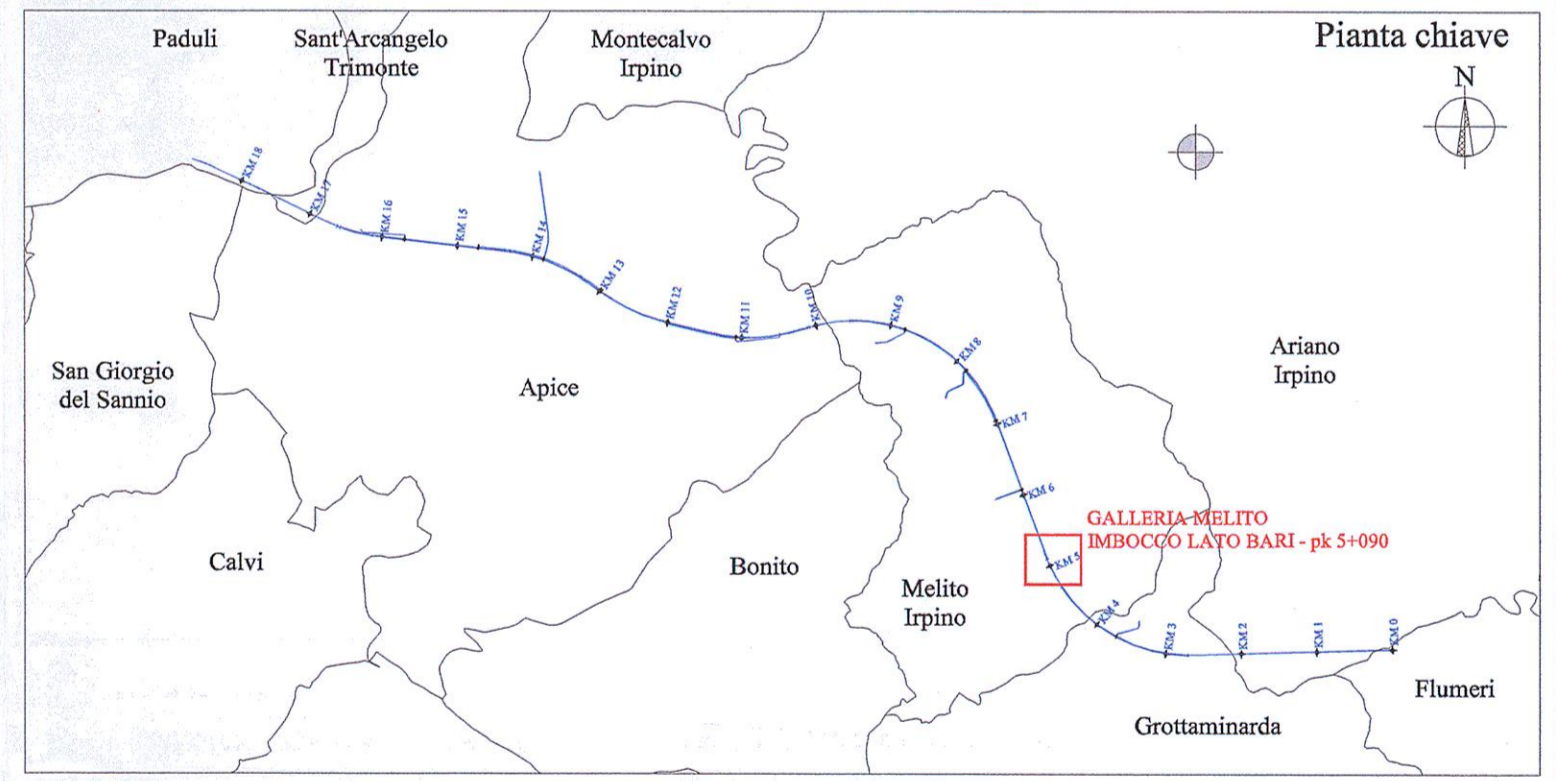 Paduli
Sant'Arcangelo
Trimonte
Montecalvo
Irpino
Pianta chiave
N
KM 18
KM 17
KM 16
KM 15
KM 14
KM 13
KM 12
KM 11
KM 10
KM 9
KM 8
KM 7
KM 6
San Giorgio
del Sannio
Apice
Ariano
Irpino
GALLERIA MELITO
IMBOCCO LATO BARI - pk 5+090
KM 5
Calvi
Bonito
Melito
Irpino
KM 4
KM 3
KM 2
KM 1
KM 0
Flumeri
Grottaminarda